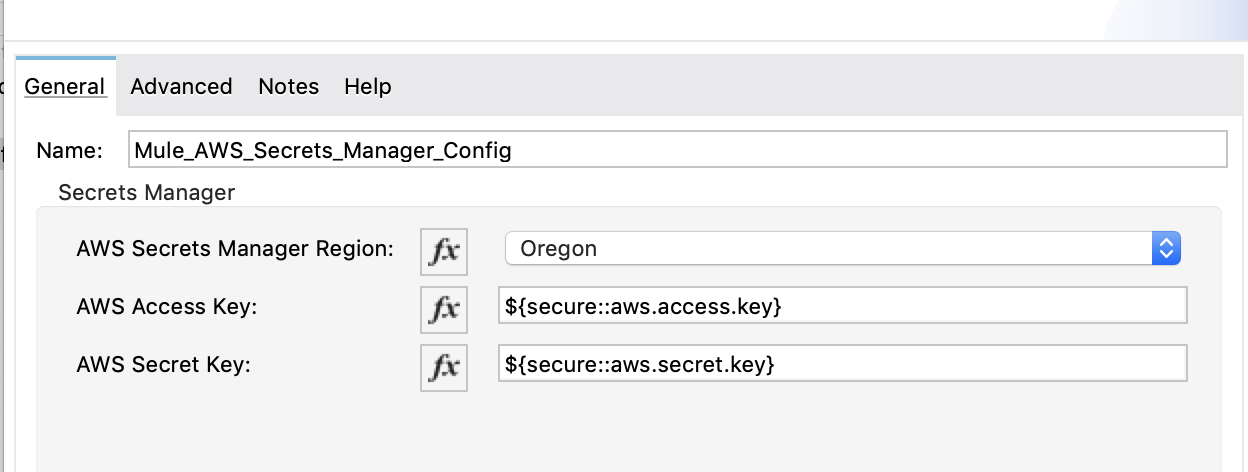 General Advanced Notes Help
Name: Mule_AWS_Secrets_Manager_Config
Secrets Manager
AWS Secrets Manager Region: fx Oregon
AWS Access Key: fx ${secure::aws.access.key}
AWS Secret Key: fx ${secure::aws.secret.key}